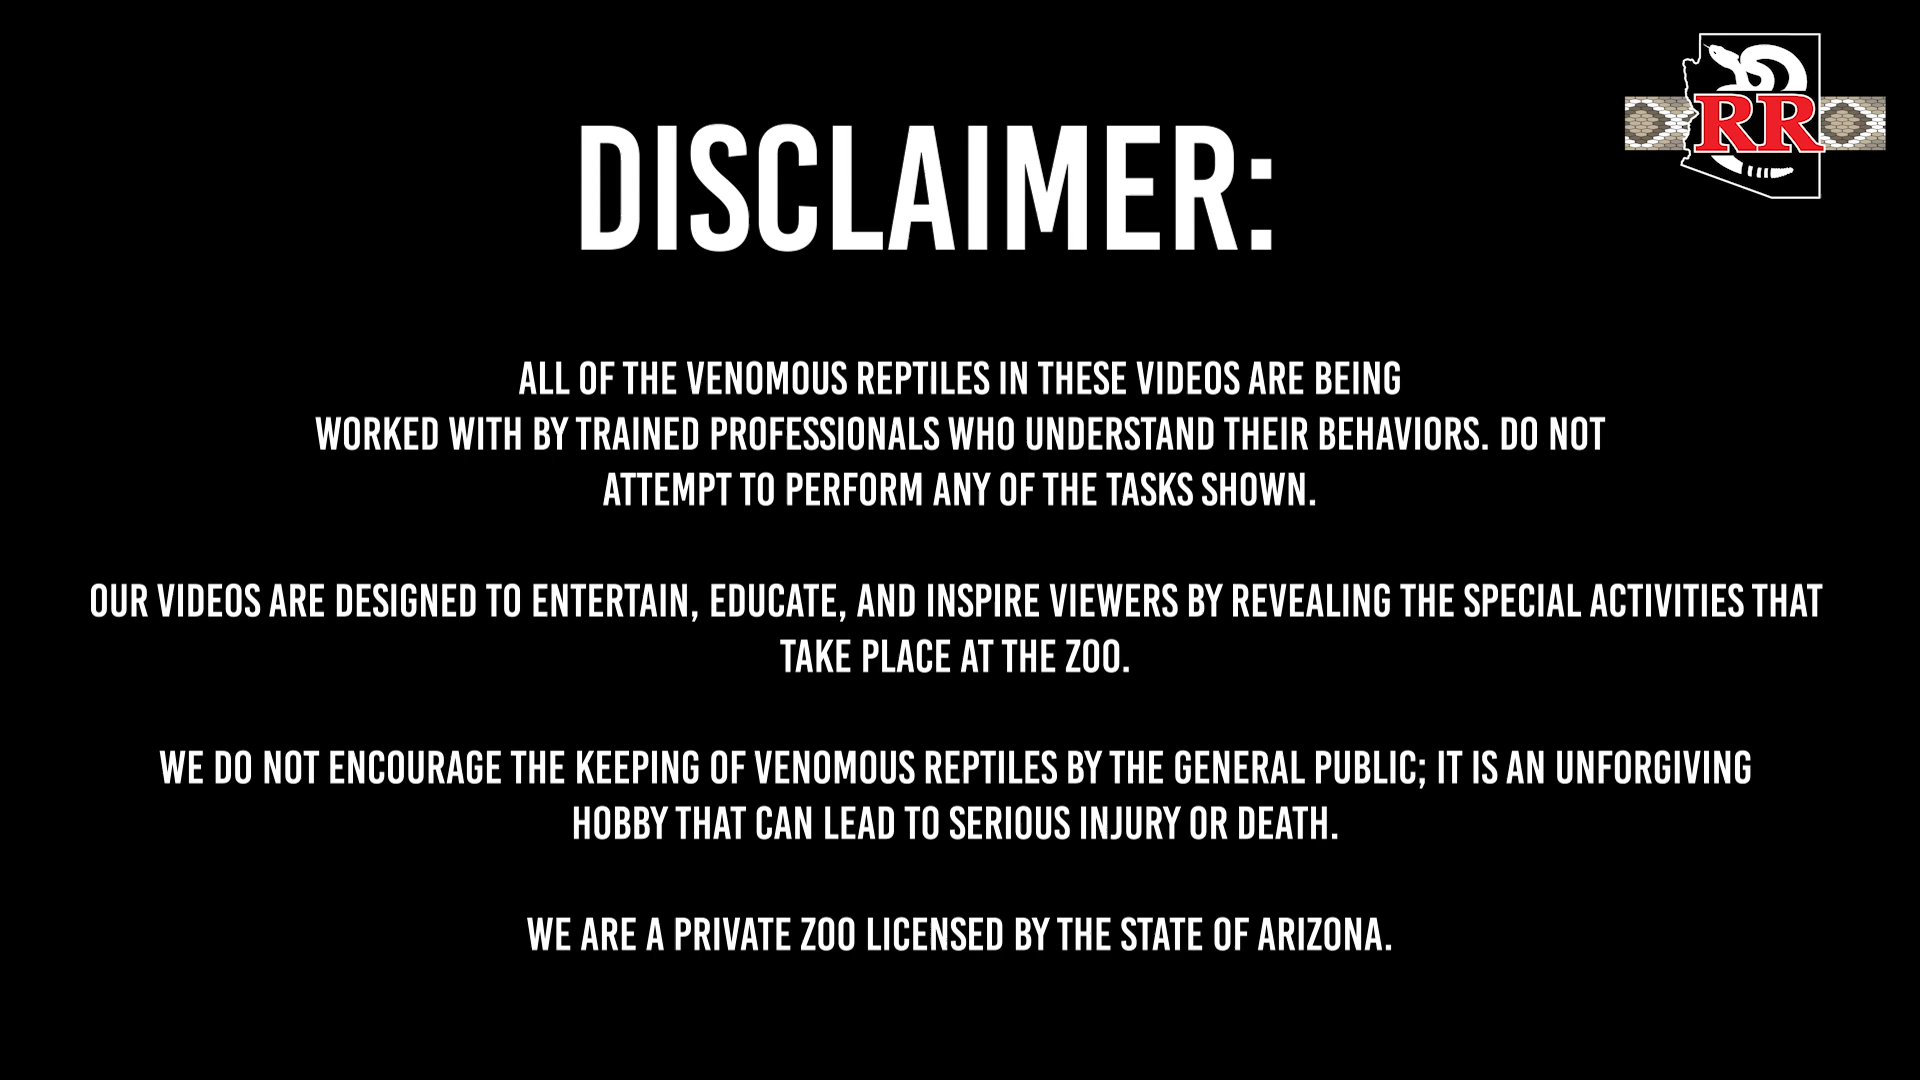 RR
DISCLAIMER:
ALL OF THE VENOMOUS REPTILES IN THESE VIDEOS ARE BEING
WORKED WITH BY TRAINED PROFESSIONALS WHO UNDERSTAND THEIR BEHAVIORS. DO NOT
ATTEMPT TO PERFORM ANY OF THE TASKS SHOWN.
OUR VIDEOS ARE DESIGNED TO ENTERTAIN, EDUCATE, AND INSPIRE VIEWERS BY REVEALING THE SPECIAL ACTIVITIES THAT
TAKE PLACE AT THE ZOO.
WE DO NOT ENCOURAGE THE KEEPING OF VENOMOUS REPTILES BY THE GENERAL PUBLIC; IT IS AN UNFORGIVING
HOBBY THAT CAN LEAD TO SERIOUS INJURY OR DEATH.
WE ARE A PRIVATE ZOO LICENSED BY THE STATE OF ARIZONA.